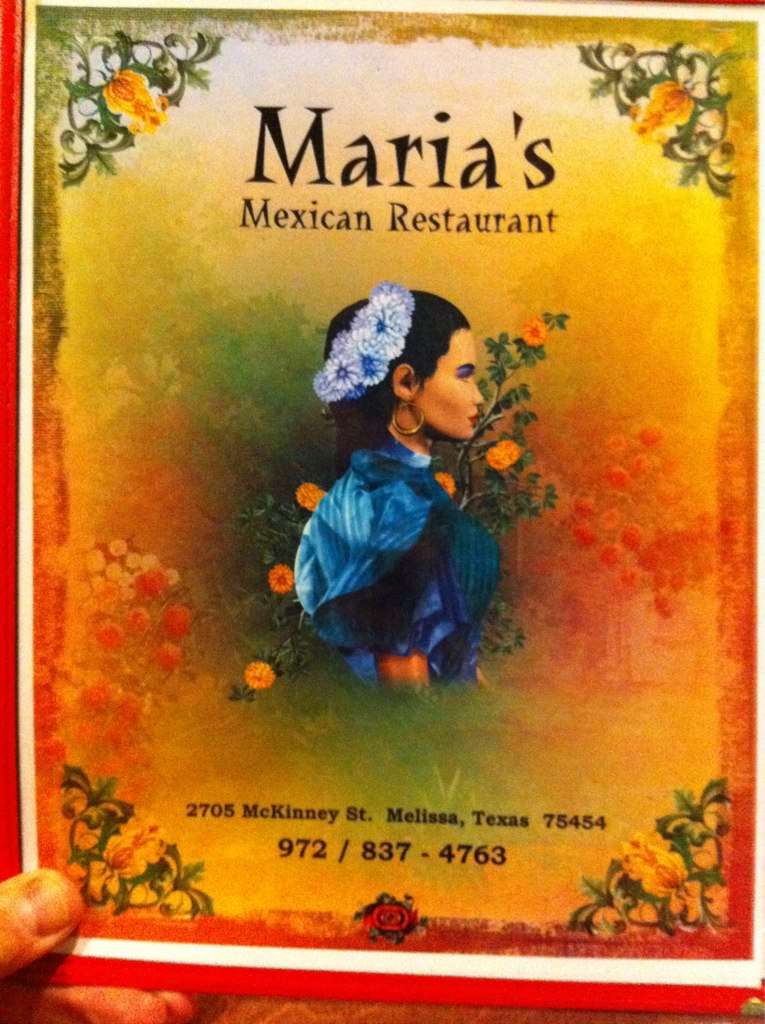 Maria's
Mexican Restaurant
2705 McKinney St. Melissa, Texas 75454
972 / 837 - 4763